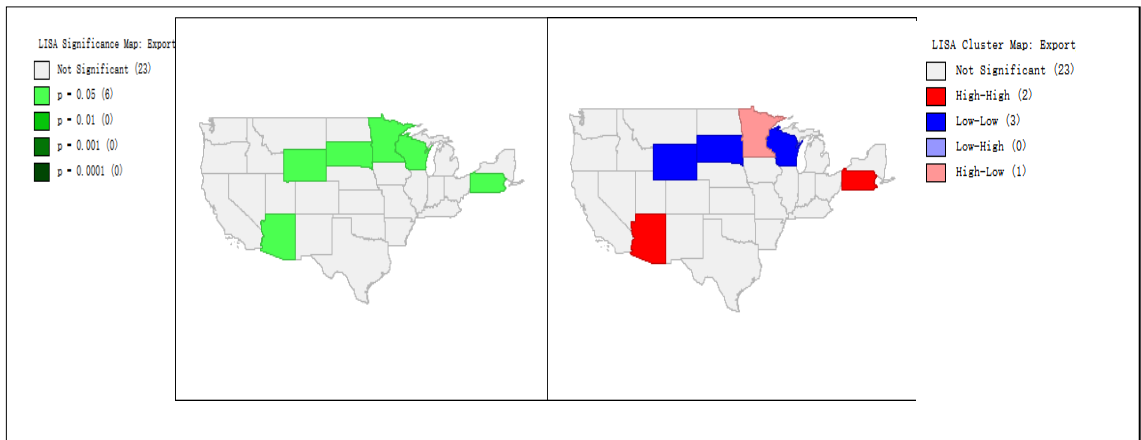 LISA Significance Map: Export
Not Significant (23)
p = 0.05 (6)
p = 0.01 (0)
p = 0.001 (0)
p = 0.0001 (0)
LISA Cluster Map: Export
Not Significant (23)
High-High (2)
Low-Low (3)
Low-High (0)
High-Low (1)